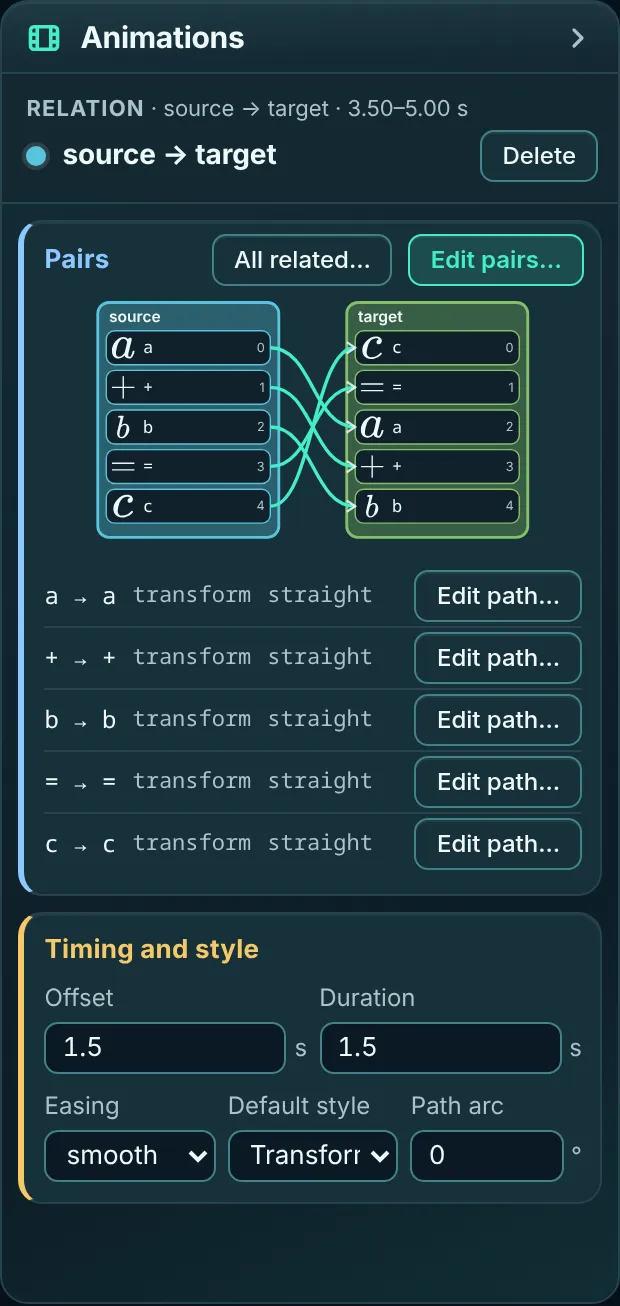 Animations
RELATION · source → target · 3.50–5.00 s
source → target
Delete
Pairs
All related...
Edit pairs...
source
a a 0
+ + 1
b b 2
= = 3
c c 4
target
c c 0
= = 1
a a 2
+ + 3
b b 4
a → a transform straight Edit path...
+ → + transform straight Edit path...
b → b transform straight Edit path...
= → = transform straight Edit path...
c → c transform straight Edit path...
Timing and style
Offset Duration
1.5 s 1.5 s
Easing Default style Path arc
smooth Transfor 0 °